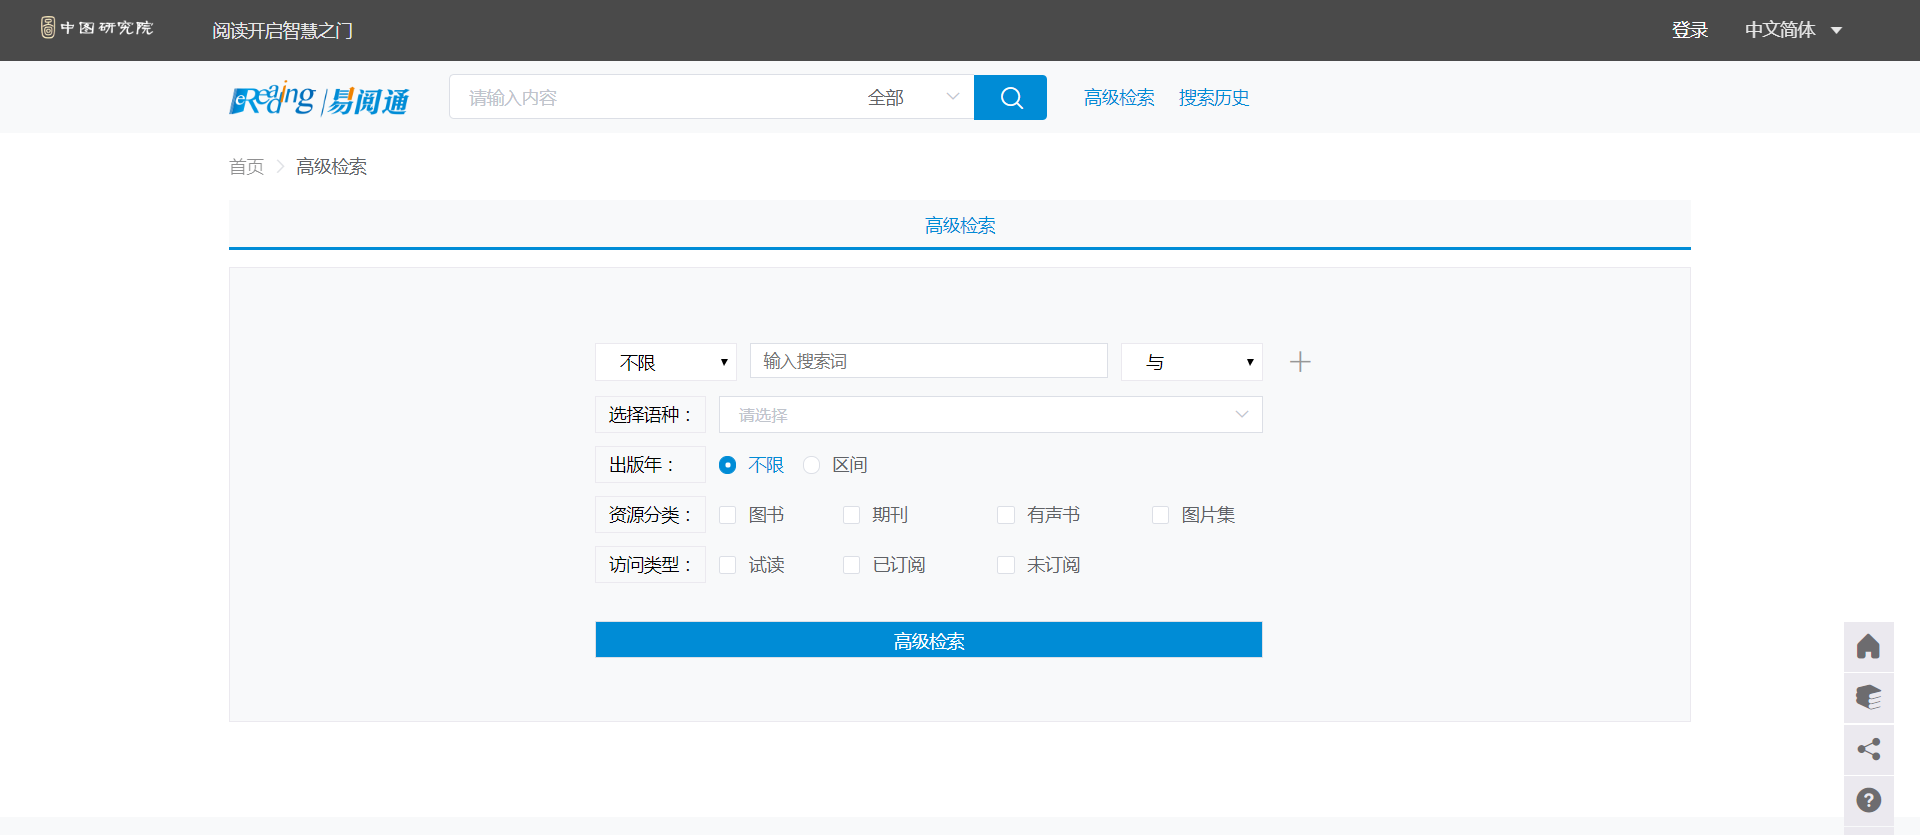 中图研究院 阅读开启智慧之门 登录 中文简体
eReading 易阅通 请输入内容 全部 高级检索 搜索历史
首页 高级检索
高级检索
不限 输入搜索词 与
选择语种： 请选择
出版年： 不限 区间
资源分类： 图书 期刊 有声书 图片集
访问类型： 试读 已订阅 未订阅
高级检索